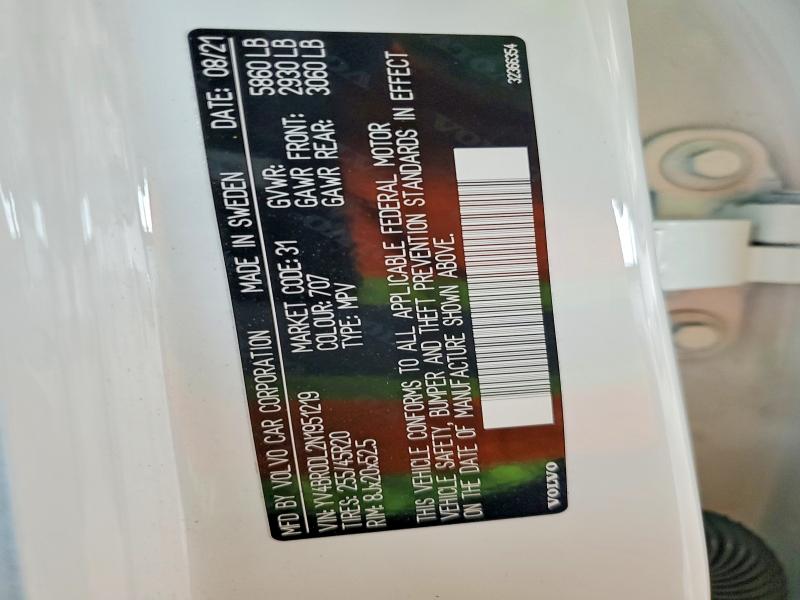 MFD BY VOLVO CAR CORPORATION MADE IN SWEDEN DATE: 08/21
VIN: YV4BR0DL2N1951219 MARKET CODE: 31 GVWR: 5860 LB
TIRES: 255/45R20 COLOUR: 707 GAWR FRONT: 2930 LB
RIM: 8Jx20x52.5 TYPE: MPV GAWR REAR: 3060 LB
THIS VEHICLE CONFORMS TO ALL APPLICABLE FEDERAL MOTOR
VEHICLE SAFETY, BUMPER AND THEFT PREVENTION STANDARDS IN EFFECT
ON THE DATE OF MANUFACTURE SHOWN ABOVE.
VOLVO 32366354